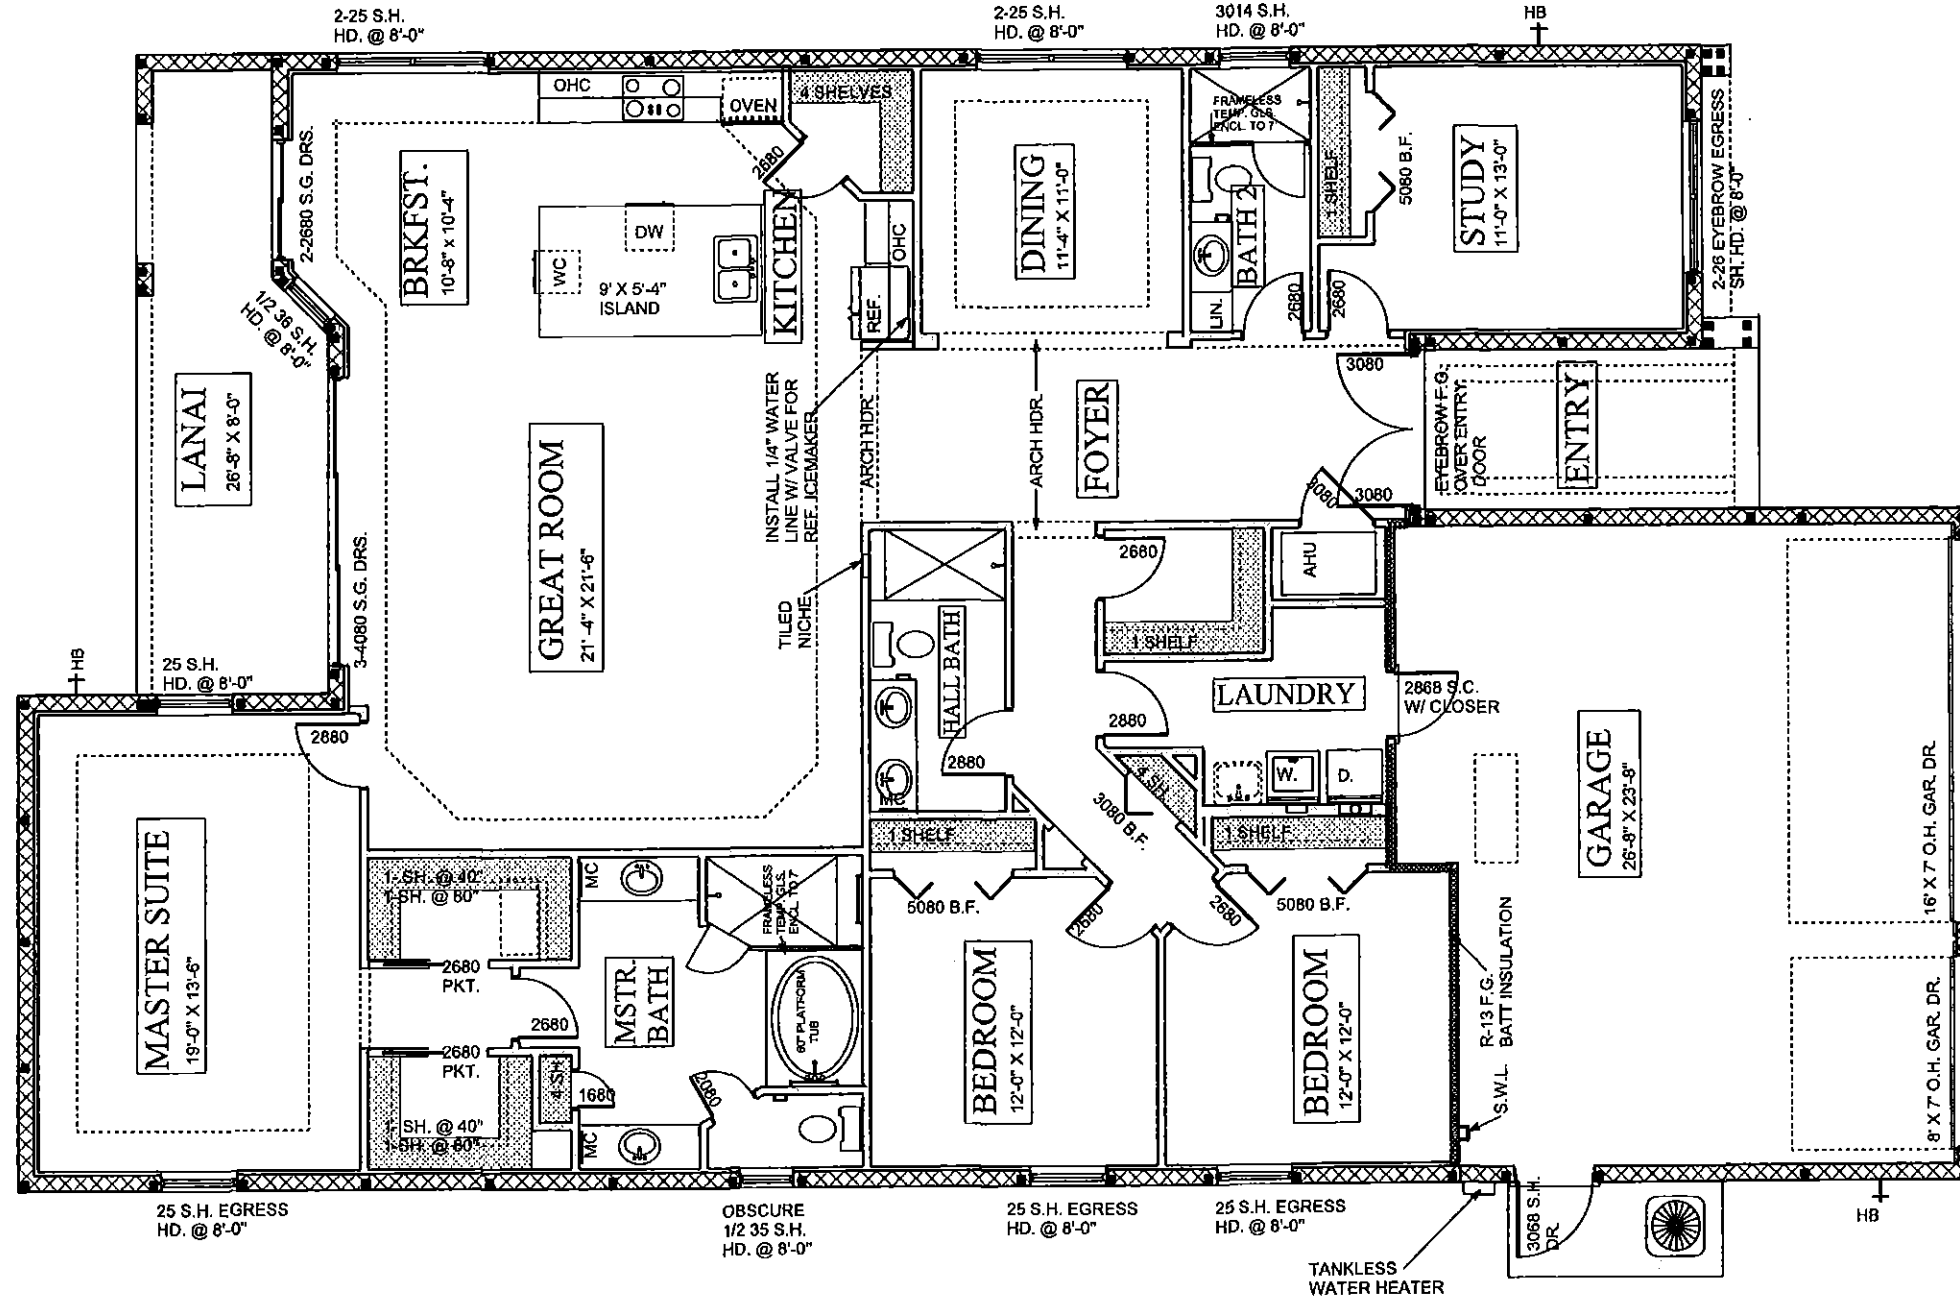 2-25 S.H.
HD. @ 8'-0"
2-25 S.H.
HD. @ 8'-0"
3014 S.H.
HD. @ 8'-0"
HB
OHC
OVEN
4 SHELVES
2680
2-2680 S.G. DRS.
BRKFST.
10'-8" x 10'-4"
DW
WC
9' X 5'-4"
ISLAND
KITCHEN
OHC
REF.
DINING
11'-4" X 11'-0"
FRAMELESS
TEMP. GLS.
ENCL. TO 7'
BATH 2
LIN.
2680
1 SHELF
5080 B.F.
2680
STUDY
11'-0" X 13'-0"
2-26 EYEBROW EGRESS
SH. HD. @ 8'-0"
1/2 36 S.H.
HD. @ 8'-0"
LANAI
26'-8" X 8'-0"
3-4080 S.G. DRS.
GREAT ROOM
21'-4" X 21'-6"
INSTALL 1/4" WATER
LINE W/ VALVE FOR
REF. ICEMAKER
ARCH HDR.
ARCH HDR.
FOYER
3080
3080
3080
EYEBROW F.G.
OVER ENTRY
DOOR
ENTRY
TILED
NICHE
HB
25 S.H.
HD. @ 8'-0"
2680
1 SHELF
AHU
HALL BATH
2880
MC
LAUNDRY
2880
W.
D.
2868 S.C.
W/ CLOSER
GARAGE
26'-8" X 23'-8"
16' X 7' O.H. GAR. DR.
8' X 7' O.H. GAR. DR.
2880
MASTER SUITE
19'-0" X 13'-6"
1-SH. @ 40"
1-SH. @ 80"
2680
PKT.
2680
2680
PKT.
1-SH. @ 40"
1-SH. @ 80"
4-SH
1680
MC
MC
MSTR.
BATH
FRAMELESS
TEMP. GLS.
ENCL. TO 7'
60" PLATFORM
TUB
2080
1 SHELF
5080 B.F.
2680
BEDROOM
12'-0" X 12'-0"
4 SH.
3080 B.F.
1 SHELF
5080 B.F.
2680
BEDROOM
12'-0" X 12'-0"
R-13 F.G.
BATT INSULATION
S.W.L.
25 S.H. EGRESS
HD. @ 8'-0"
OBSCURE
1/2 35 S.H.
HD. @ 8'-0"
25 S.H. EGRESS
HD. @ 8'-0"
25 S.H. EGRESS
HD. @ 8'-0"
TANKLESS
WATER HEATER
3068 S.H.
DR.
HB